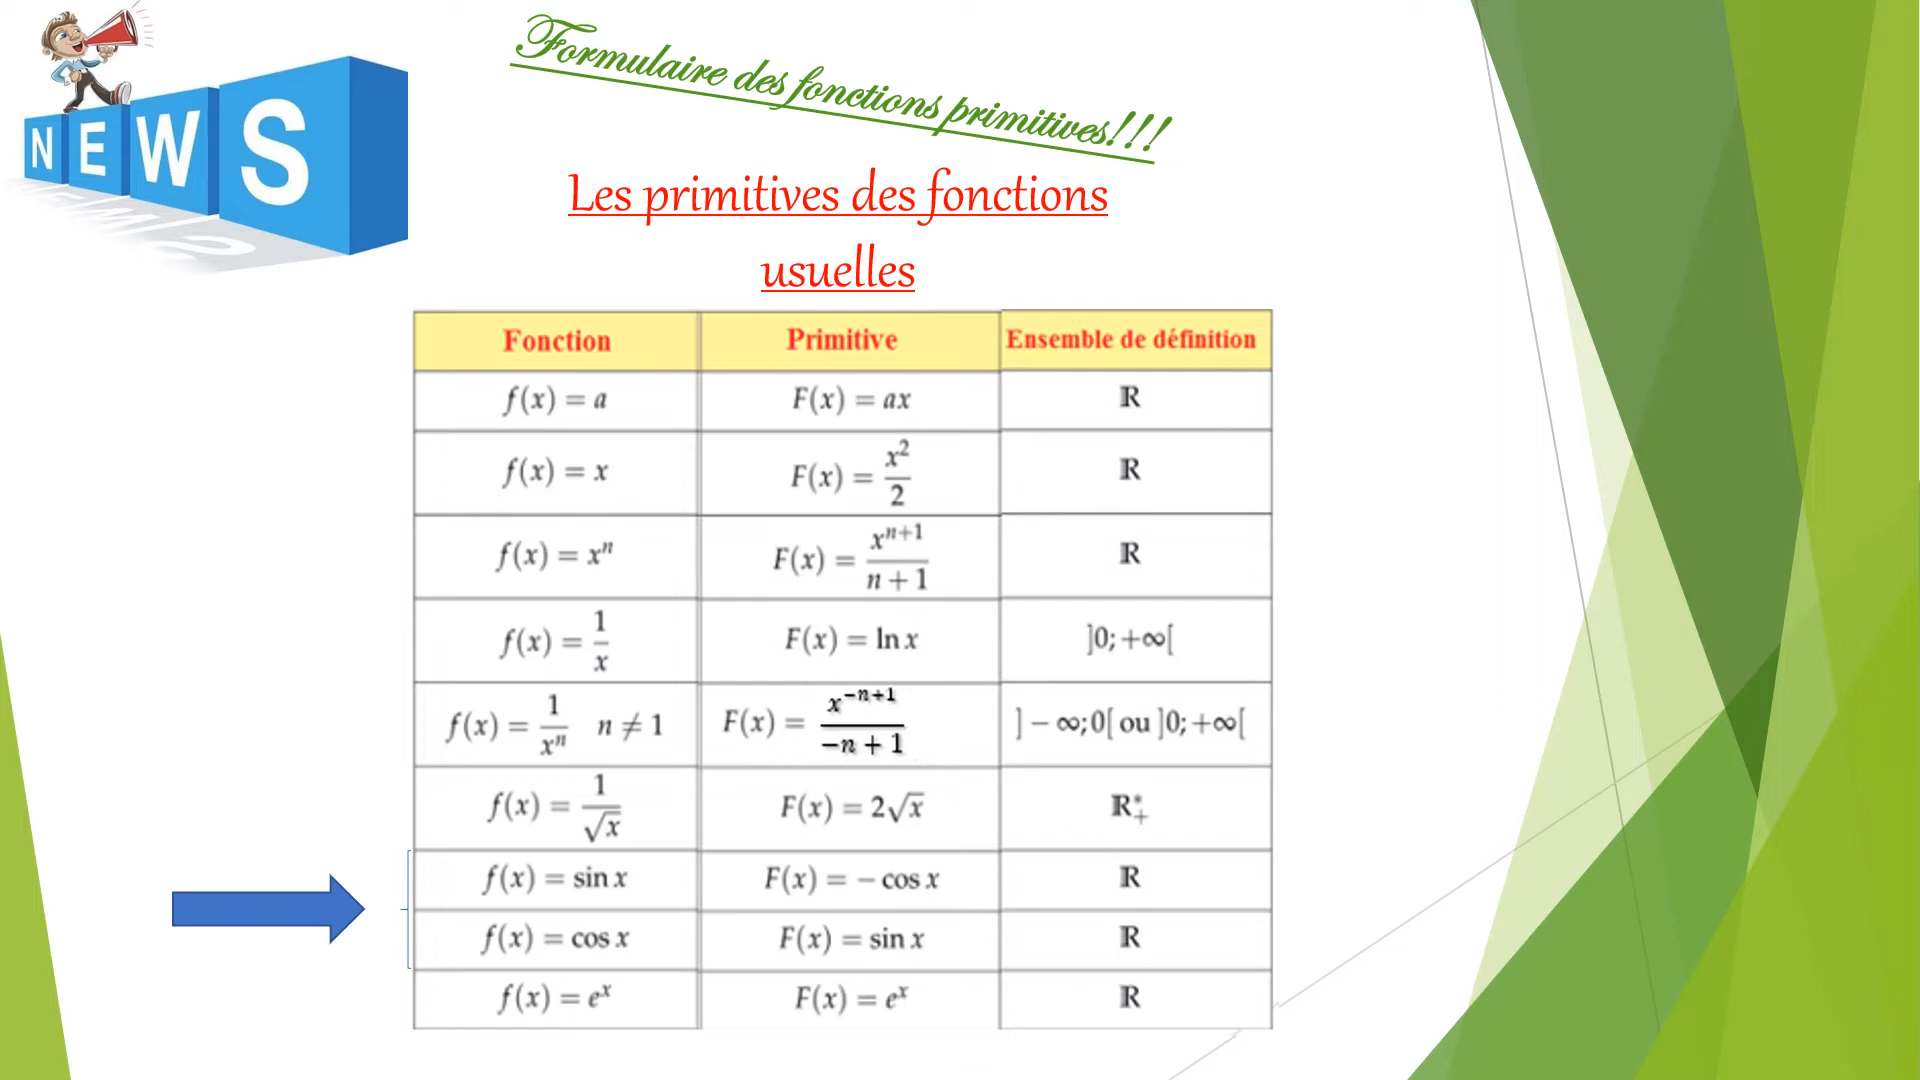 NEWS
Formulaire des fonctions primitives!!!
Les primitives des fonctions
usuelles
Fonction Primitive Ensemble de définition
f(x) = a F(x) = ax ℝ
f(x) = x F(x) = x²/2 ℝ
f(x) = xⁿ F(x) = xⁿ⁺¹/(n + 1) ℝ
f(x) = 1/x F(x) = ln x ]0; +∞[
f(x) = 1/xⁿ n ≠ 1 F(x) = x⁻ⁿ⁺¹/(−n + 1) ] − ∞; 0[ ou ]0; +∞[
f(x) = 1/√x F(x) = 2√x ℝ*₊
f(x) = sin x F(x) = − cos x ℝ
f(x) = cos x F(x) = sin x ℝ
f(x) = eˣ F(x) = eˣ ℝ